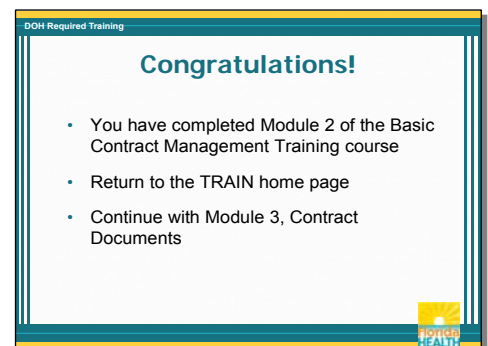 DOH Required Training
Congratulations!
• You have completed Module 2 of the Basic
Contract Management Training course
• Return to the TRAIN home page
• Continue with Module 3, Contract
Documents
Florida
HEALTH